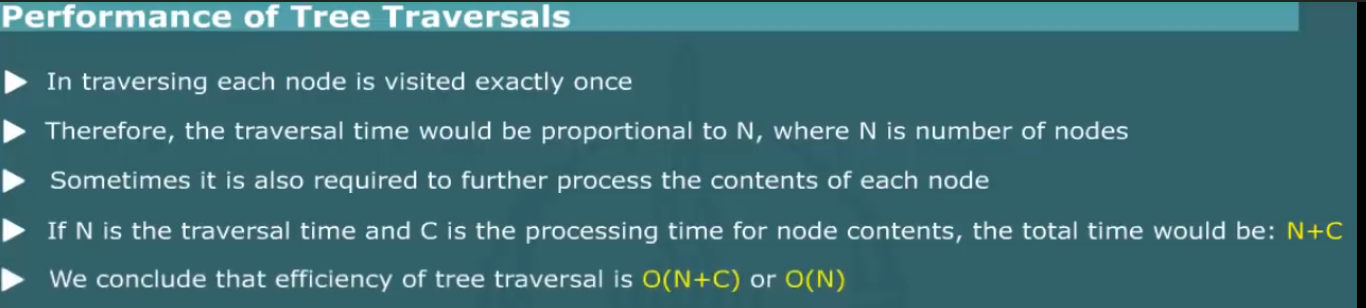 Performance of Tree Traversals
In traversing each node is visited exactly once
Therefore, the traversal time would be proportional to N, where N is number of nodes
Sometimes it is also required to further process the contents of each node
If N is the traversal time and C is the processing time for node contents, the total time would be: N+C
We conclude that efficiency of tree traversal is O(N+C) or O(N)